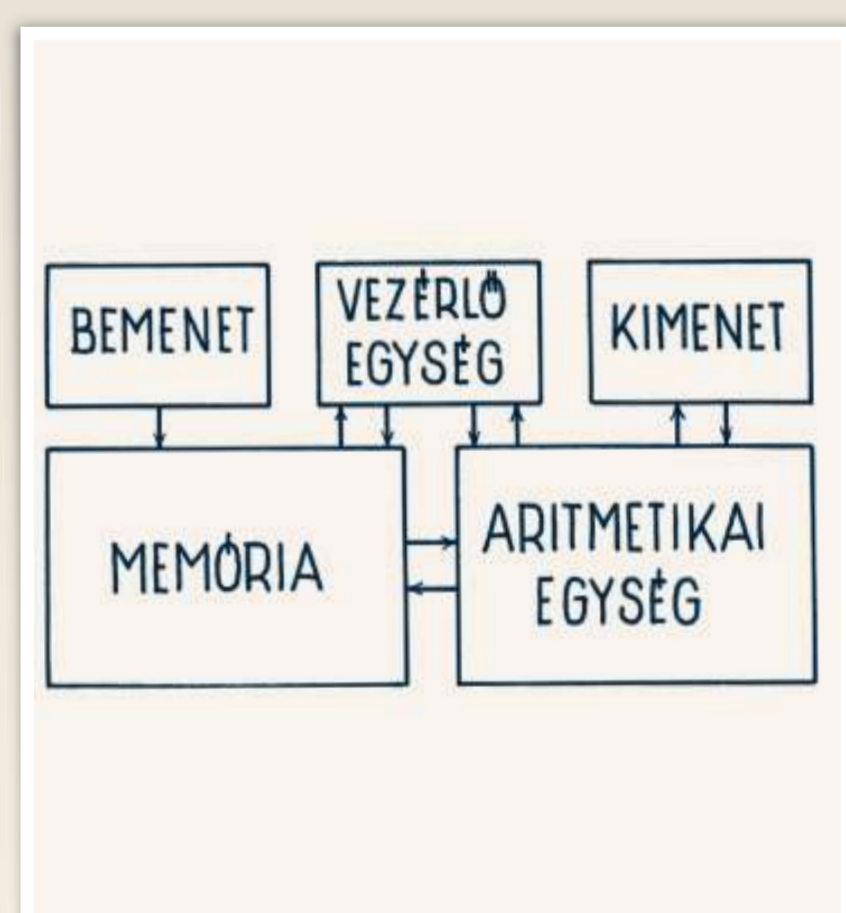 BEMENET
VEZÉRLŐ
EGYSÉG
KIMENET
MEMÓRIA
ARITMETIKAI
EGYSÉG